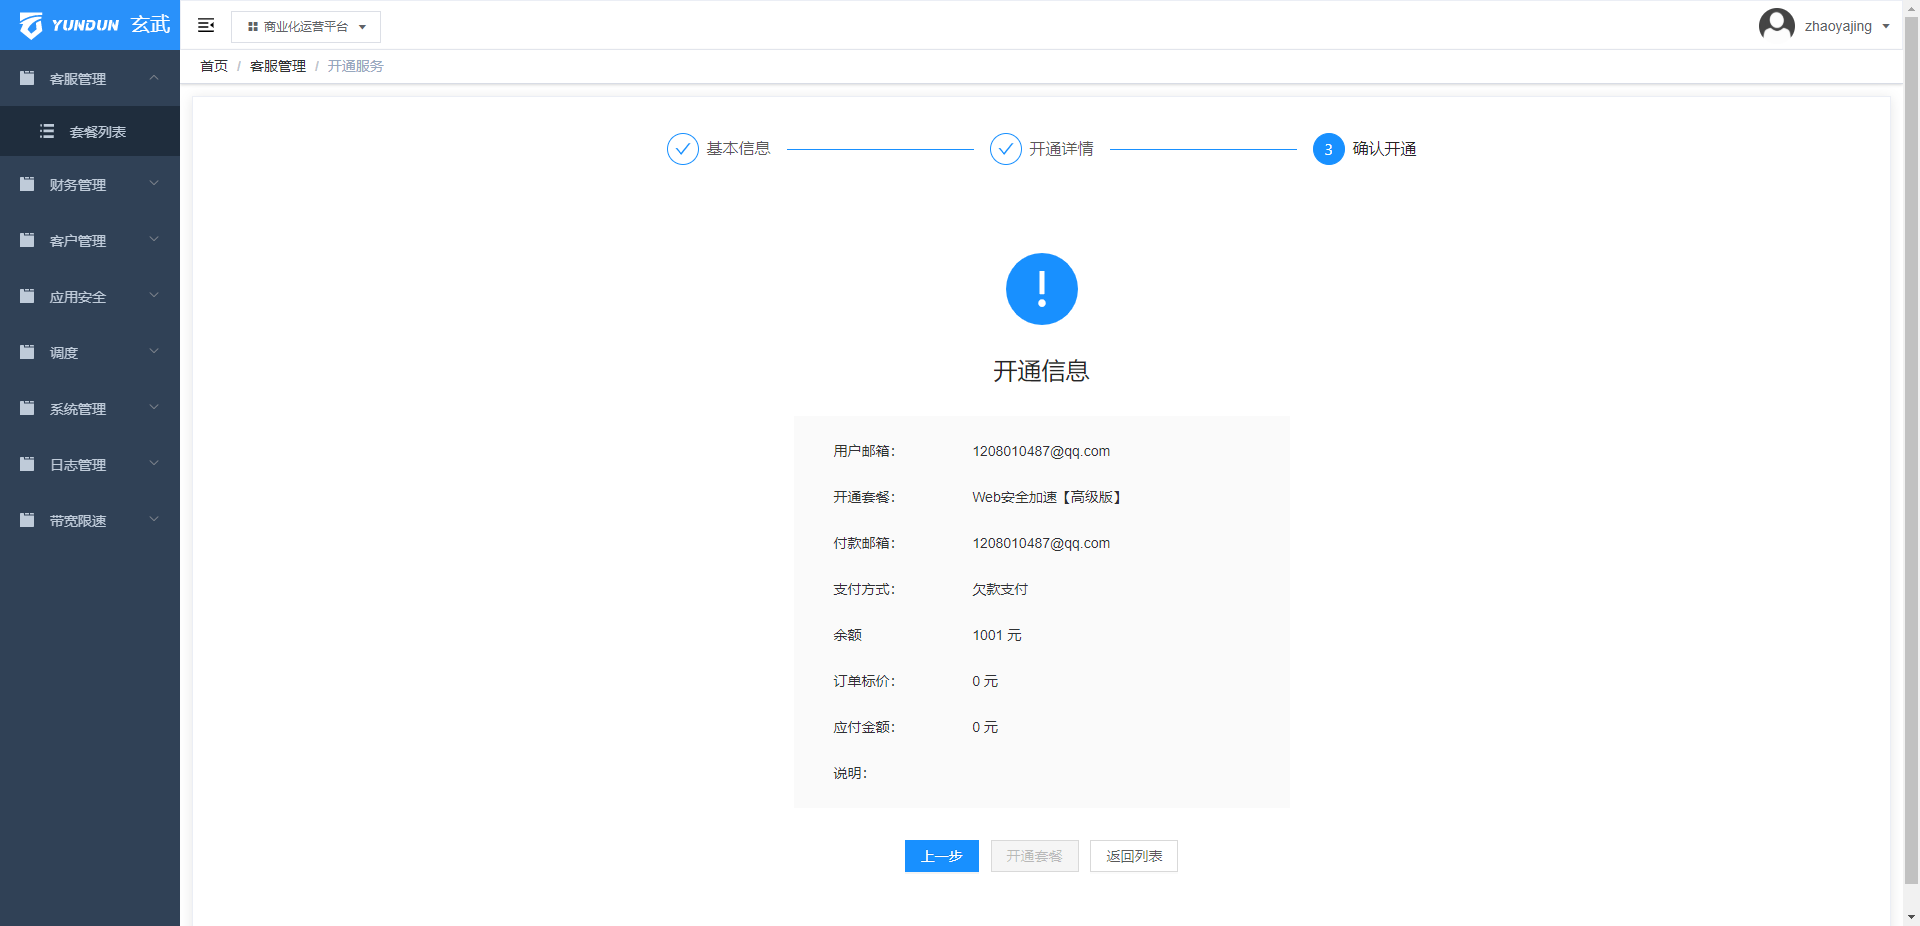 YUNDUN 玄武
商业化运营平台
zhaoyajing
首页 / 客服管理 / 开通服务
客服管理
套餐列表
财务管理
客户管理
应用安全
调度
系统管理
日志管理
带宽限速
基本信息
开通详情
3 确认开通
开通信息
用户邮箱： 1208010487@qq.com
开通套餐： Web安全加速【高级版】
付款邮箱： 1208010487@qq.com
支付方式： 欠款支付
余额 1001 元
订单标价： 0 元
应付金额： 0 元
说明：
上一步 开通套餐 返回列表